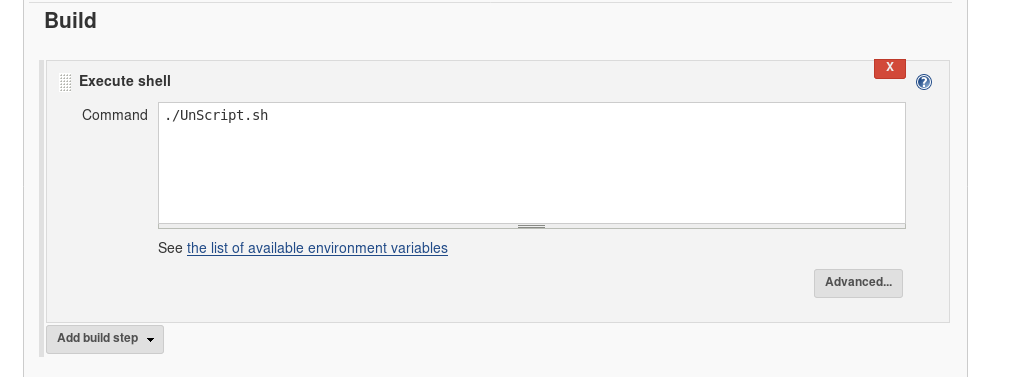 Build
X
Execute shell
?
Command ./UnScript.sh
See the list of available environment variables
Advanced...
Add build step